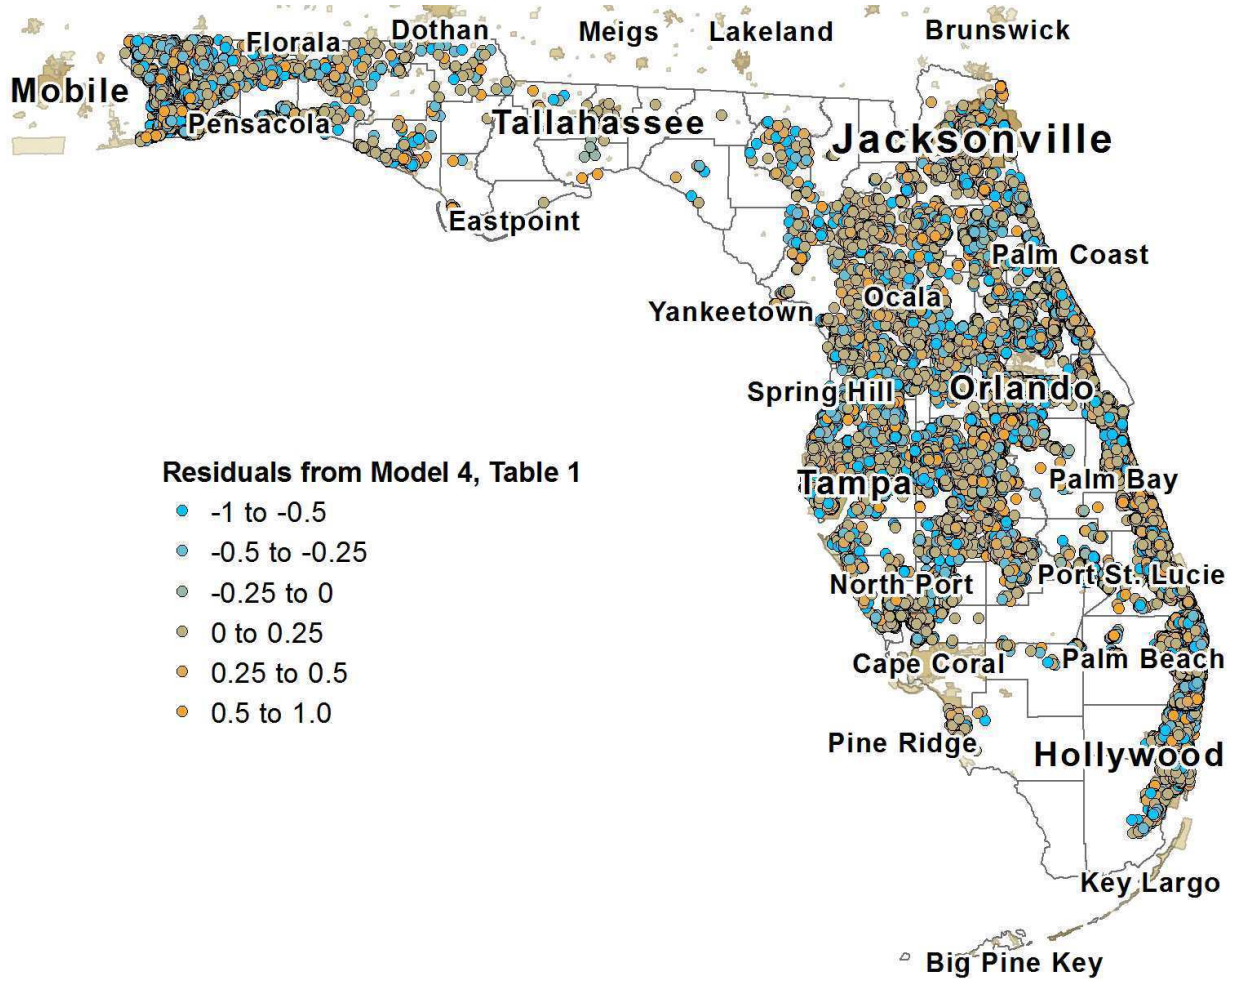 Dothan
Meigs
Lakeland
Brunswick
Florala
Mobile
Pensacola
Tallahassee
Jacksonville
Eastpoint
Palm Coast
Ocala
Yankeetown
Spring Hill
Orlando
Residuals from Model 4, Table 1
-1 to -0.5
-0.5 to -0.25
-0.25 to 0
0 to 0.25
0.25 to 0.5
0.5 to 1.0
Tampa
Palm Bay
North Port
Port St. Lucie
Cape Coral
Palm Beach
Pine Ridge
Hollywood
Key Largo
Big Pine Key